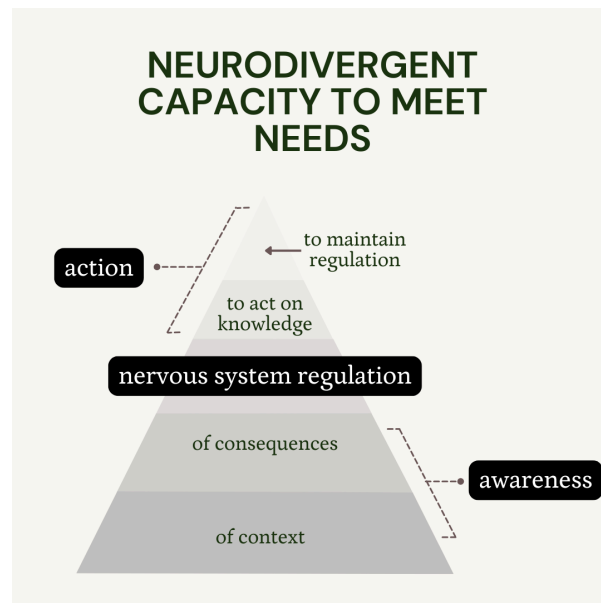 NEURODIVERGENT
CAPACITY TO MEET
NEEDS
to maintain
regulation
action
to act on
knowledge
nervous system regulation
of consequences
awareness
of context